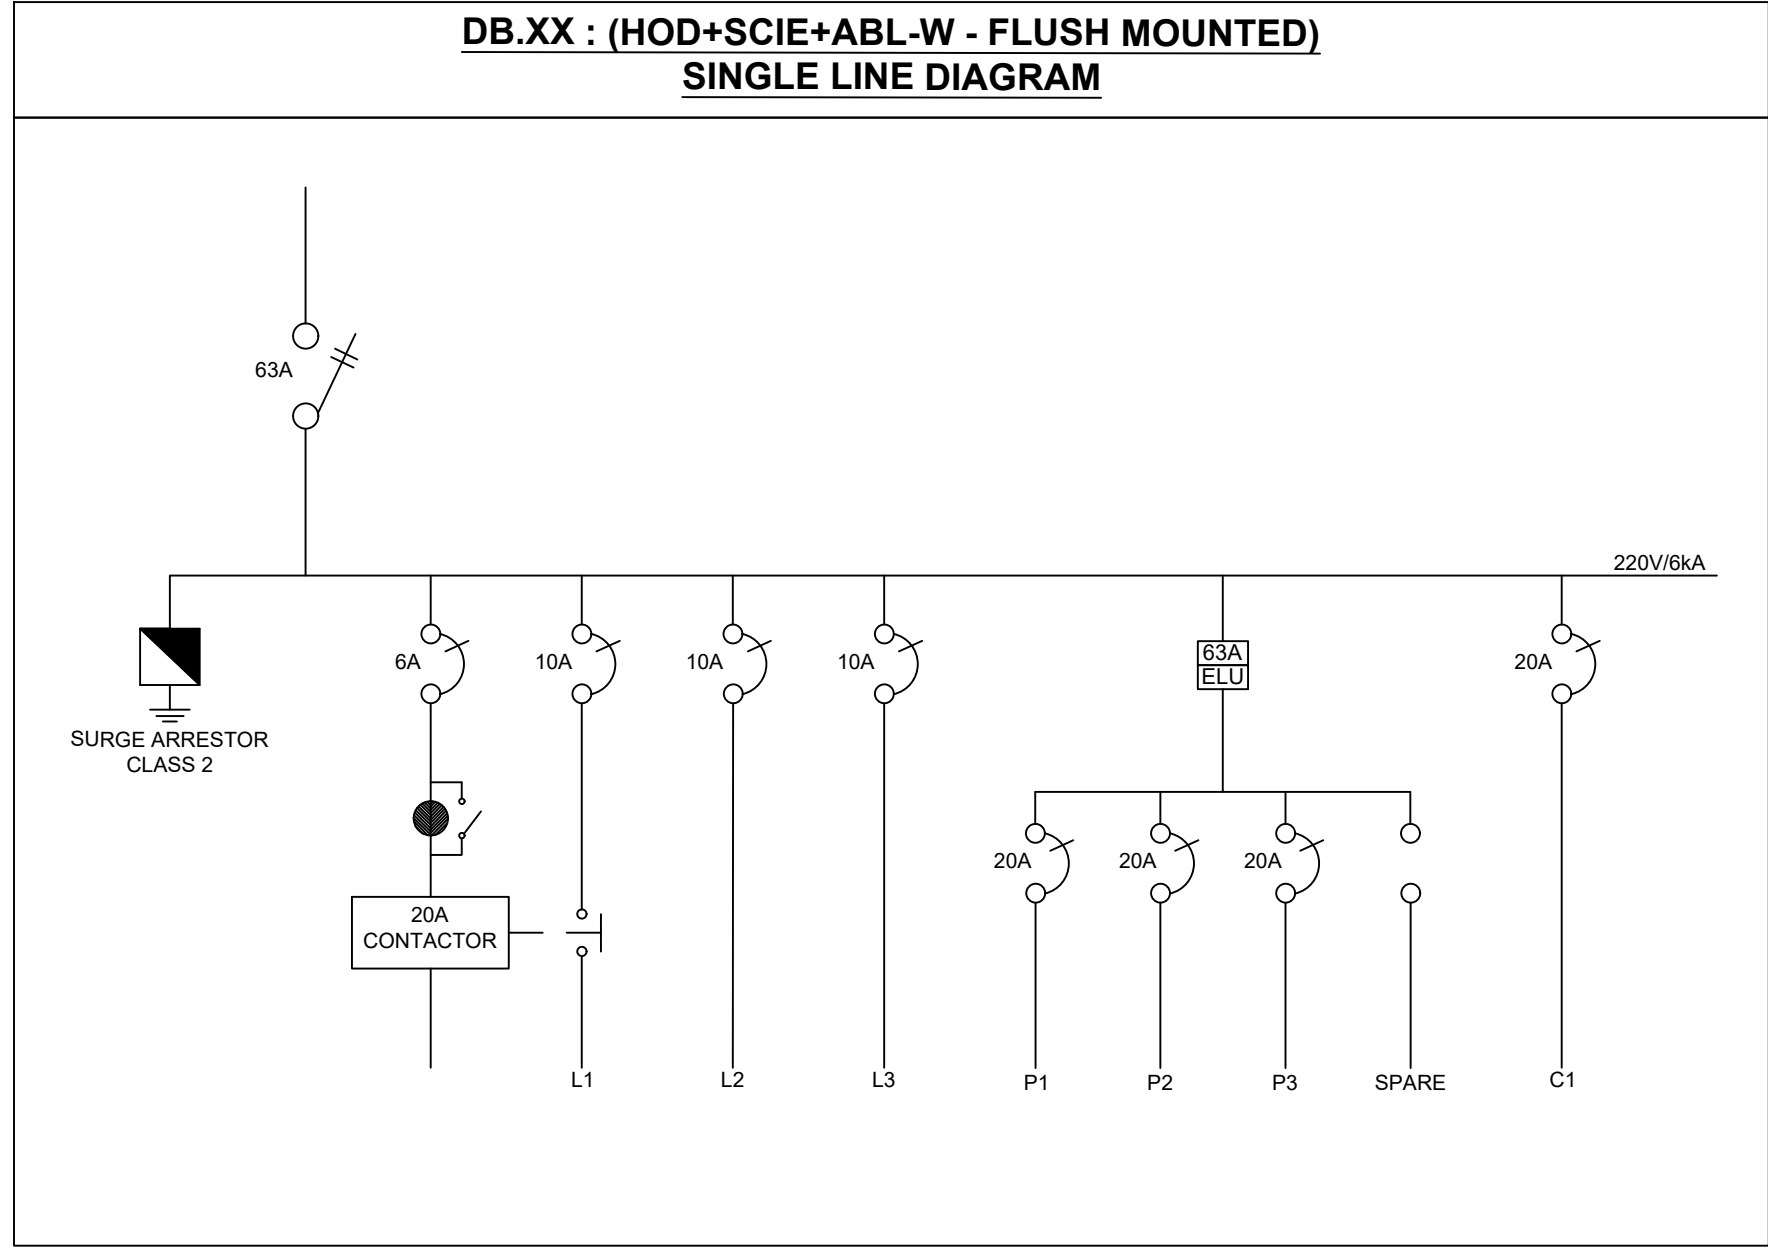 DB.XX : (HOD+SCIE+ABL-W - FLUSH MOUNTED)
SINGLE LINE DIAGRAM
63A
220V/6kA
SURGE ARRESTOR
CLASS 2
6A
10A
10A
10A
63A
ELU
20A
20A
20A
20A
20A
CONTACTOR
L1
L2
L3
P1
P2
P3
SPARE
C1